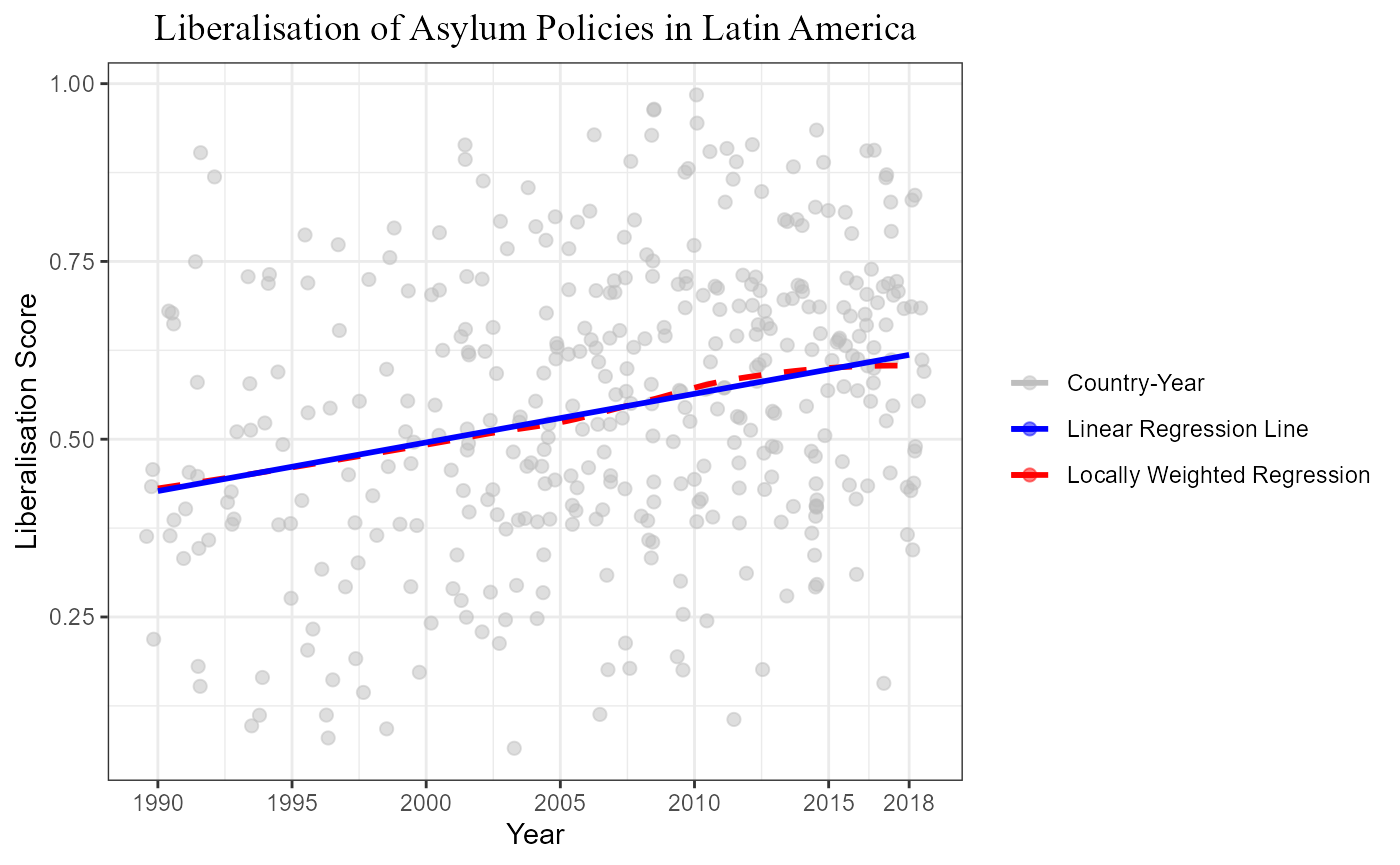 Liberalisation of Asylum Policies in Latin America
Liberalisation Score
1.00
0.75
0.50
0.25
1990 1995 2000 2005 2010 2015 2018
Year
Country-Year
Linear Regression Line
Locally Weighted Regression